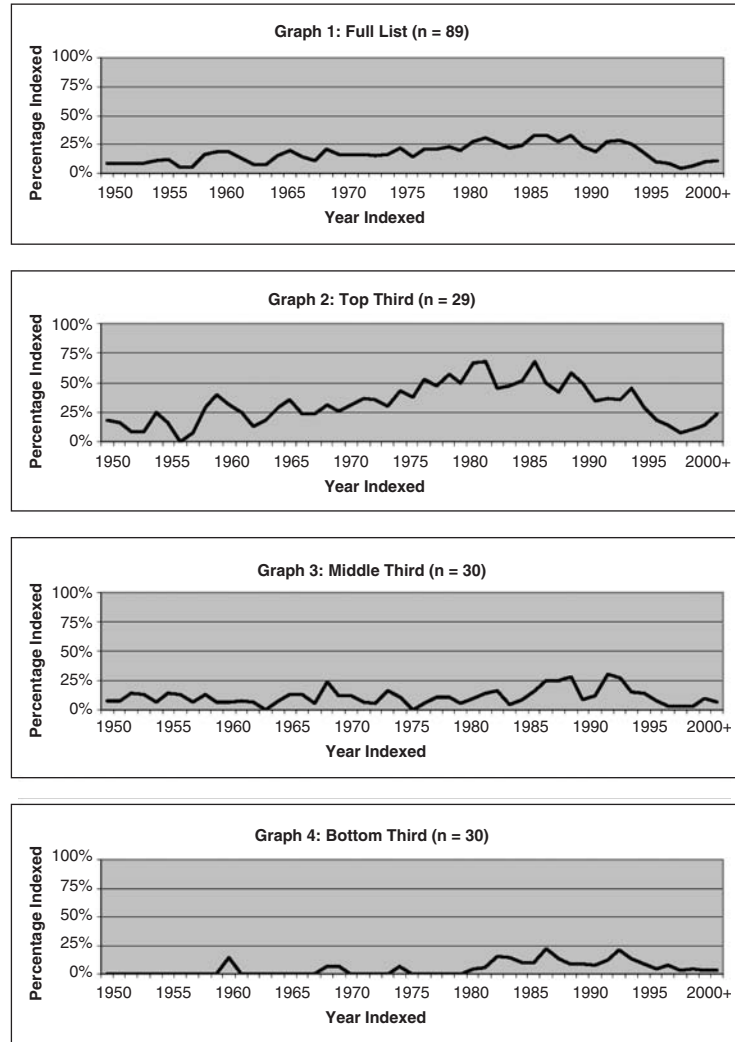 Graph 1: Full List (n = 89)
Percentage Indexed
100%
75%
50%
25%
0%
1950 1955 1960 1965 1970 1975 1980 1985 1990 1995 2000+
Year Indexed
Graph 2: Top Third (n = 29)
Percentage Indexed
100%
75%
50%
25%
0%
1950 1955 1960 1965 1970 1975 1980 1985 1990 1995 2000+
Year Indexed
Graph 3: Middle Third (n = 30)
Percentage Indexed
100%
75%
50%
25%
0%
1950 1955 1960 1965 1970 1975 1980 1985 1990 1995 2000+
Year Indexed
Graph 4: Bottom Third (n = 30)
Percentage Indexed
100%
75%
50%
25%
0%
1950 1955 1960 1965 1970 1975 1980 1985 1990 1995 2000+
Year Indexed